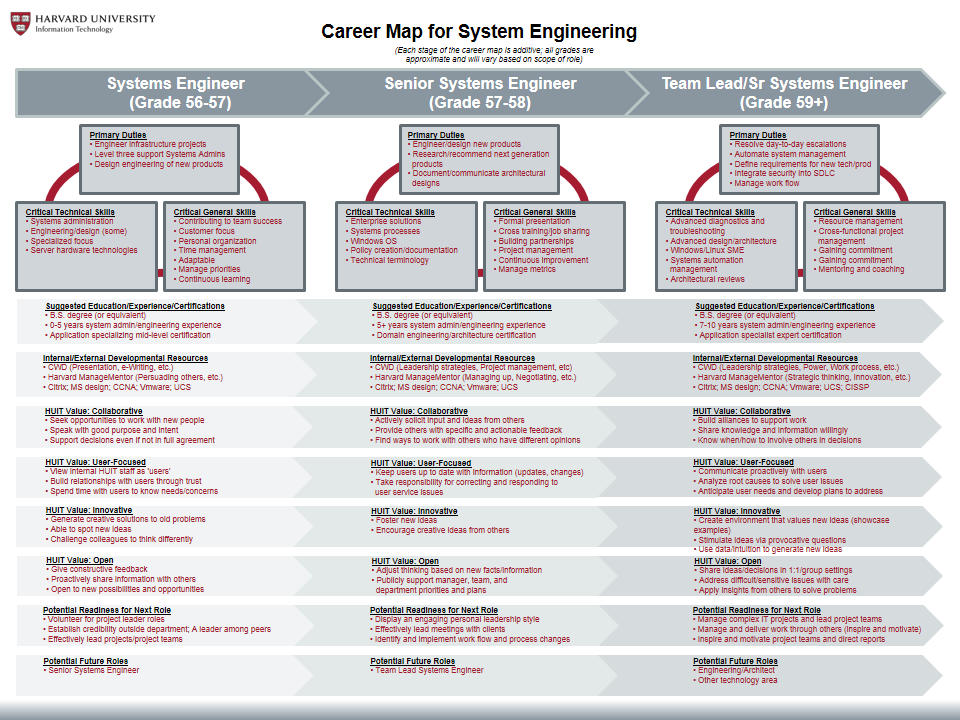 HARVARD UNIVERSITY
Information Technology
Career Map for System Engineering
(Each stage of the career map is additive; all grades are
approximate and will vary based on scope of role)
Systems Engineer
(Grade 56-57)
Senior Systems Engineer
(Grade 57-58)
Team Lead/Sr Systems Engineer
(Grade 59+)
Primary Duties
• Engineer infrastructure projects
• Level three support Systems Admins
• Design engineering of new products
Critical Technical Skills
• Systems administration
• Engineering/design (some)
• Specialized focus
• Server hardware technologies
Critical General Skills
• Contributing to team success
• Customer focus
• Personal organization
• Time management
• Adaptable
• Manage priorities
• Continuous learning
Primary Duties
• Engineer/design new products
• Research/recommend next generation
products
• Document/communicate architectural
designs
Critical Technical Skills
• Enterprise solutions
• Systems processes
• Windows OS
• Policy creation/documentation
• Technical terminology
Critical General Skills
• Formal presentation
• Cross training/job sharing
• Building partnerships
• Project management
• Continuous improvement
• Manage metrics
Primary Duties
• Resolve day-to-day escalations
• Automate system management
• Define requirements for new tech/prod
• Integrate security into SDLC
• Manage work flow
Critical Technical Skills
• Advanced diagnostics and
troubleshooting
• Advanced design/architecture
• Windows/Linux SME
• Systems automation
management
• Architectural reviews
Critical General Skills
• Resource management
• Cross-functional project
management
• Gaining commitment
• Gaining commitment
• Mentoring and coaching
Suggested Education/Experience/Certifications
• B.S. degree (or equivalent)
• 0-5 years system admin/engineering experience
• Application specializing mid-level certification
Suggested Education/Experience/Certifications
• B.S. degree (or equivalent)
• 5+ years system admin/engineering experience
• Domain engineering/architecture certification
Suggested Education/Experience/Certifications
• B.S. degree (or equivalent)
• 7-10 years system admin/engineering experience
• Application specialist expert certification
Internal/External Developmental Resources
• CWD (Presentation, e-Writing, etc.)
• Harvard ManageMentor (Persuading others, etc.)
• Citrix; MS design; CCNA; Vmware; UCS
Internal/External Developmental Resources
• CWD (Leadership strategies, Project management, etc)
• Harvard ManageMentor (Managing up, Negotiating, etc.)
• Citrix; MS design; CCNA; Vmware; UCS
Internal/External Developmental Resources
• CWD (Leadership strategies, Power, Work process, etc.)
• Harvard ManageMentor (Strategic thinking, Innovation, etc.)
• Citrix; MS design; CCNA; Vmware; UCS; CISSP
HUIT Value: Collaborative
• Seek opportunities to work with new people
• Speak with good purpose and intent
• Support decisions even if not in full agreement
HUIT Value: Collaborative
• Actively solicit input and ideas from others
• Provide others with specific and actionable feedback
• Find ways to work with others who have different opinions
HUIT Value: Collaborative
• Build alliances to support work
• Share knowledge and information willingly
• Know when/how to involve others in decisions
HUIT Value: User-Focused
• View internal HUIT staff as 'users'
• Build relationships with users through trust
• Spend time with users to know needs/concerns
HUIT Value: User-Focused
• Keep users up to date with information (updates, changes)
• Take responsibility for correcting and responding to
user service issues
HUIT Value: User-Focused
• Communicate proactively with users
• Analyze root causes to solve user issues
• Anticipate user needs and develop plans to address
HUIT Value: Innovative
• Generate creative solutions to old problems
• Able to spot new ideas
• Challenge colleagues to think differently
HUIT Value: Innovative
• Foster new ideas
• Encourage creative ideas from others
HUIT Value: Innovative
• Create environment that values new ideas (showcase
examples)
• Stimulate ideas via provocative questions
• Use data/intuition to generate new ideas
HUIT Value: Open
• Give constructive feedback
• Proactively share information with others
• Open to new possibilities and opportunities
HUIT Value: Open
• Adjust thinking based on new facts/information
• Publicly support manager, team, and
department priorities and plans
HUIT Value: Open
• Share ideas/decisions in 1:1/group settings
• Address difficult/sensitive issues with care
• Apply insights from others to solve problems
Potential Readiness for Next Role
• Volunteer for project leader roles
• Establish credibility outside department; A leader among peers
• Effectively lead projects/project teams
Potential Readiness for Next Role
• Display an engaging personal leadership style
• Effectively lead meetings with clients
• Identify and implement work flow and process changes
Potential Readiness for Next Role
• Manage complex IT projects and lead project teams
• Manage and deliver work through others (inspire and motivate)
• Inspire and motivate project teams and direct reports
Potential Future Roles
• Senior Systems Engineer
Potential Future Roles
• Team Lead Systems Engineer
Potential Future Roles
• Engineering/Architect
• Other technology area